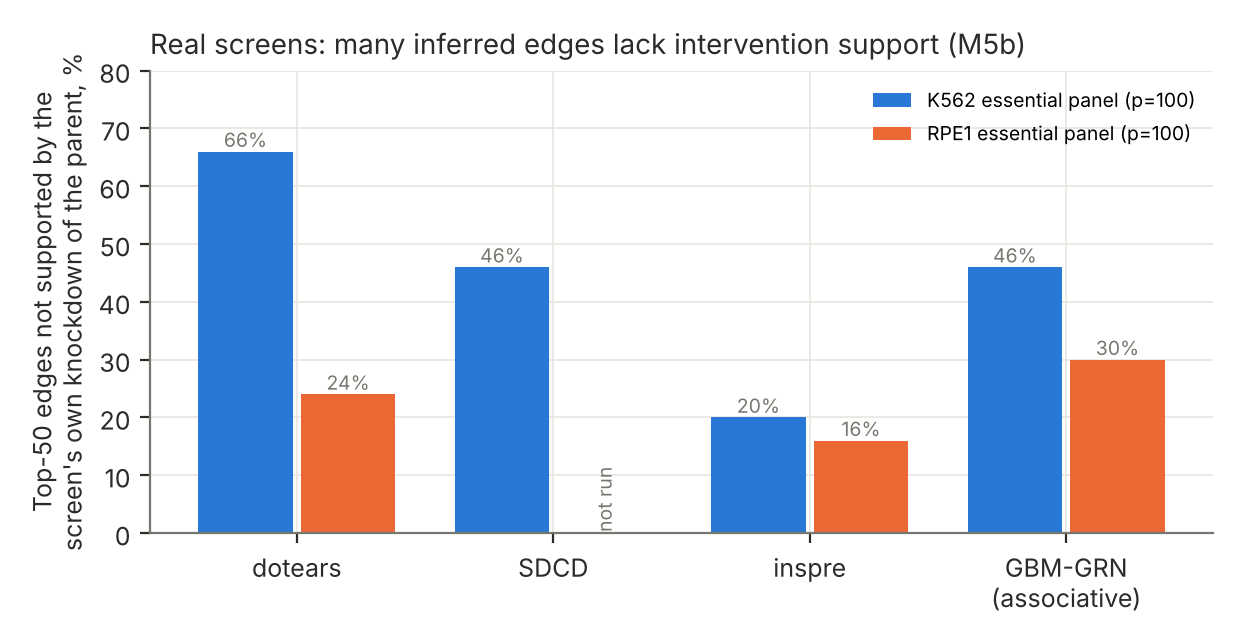 Real screens: many inferred edges lack intervention support (M5b)
Top-50 edges not supported by the
screen's own knockdown of the parent, %
80
70
60
50
40
30
20
10
0
K562 essential panel (p=100)
RPE1 essential panel (p=100)
66%
24%
46%
not run
20%
16%
46%
30%
dotears
SDCD
inspre
GBM-GRN
(associative)